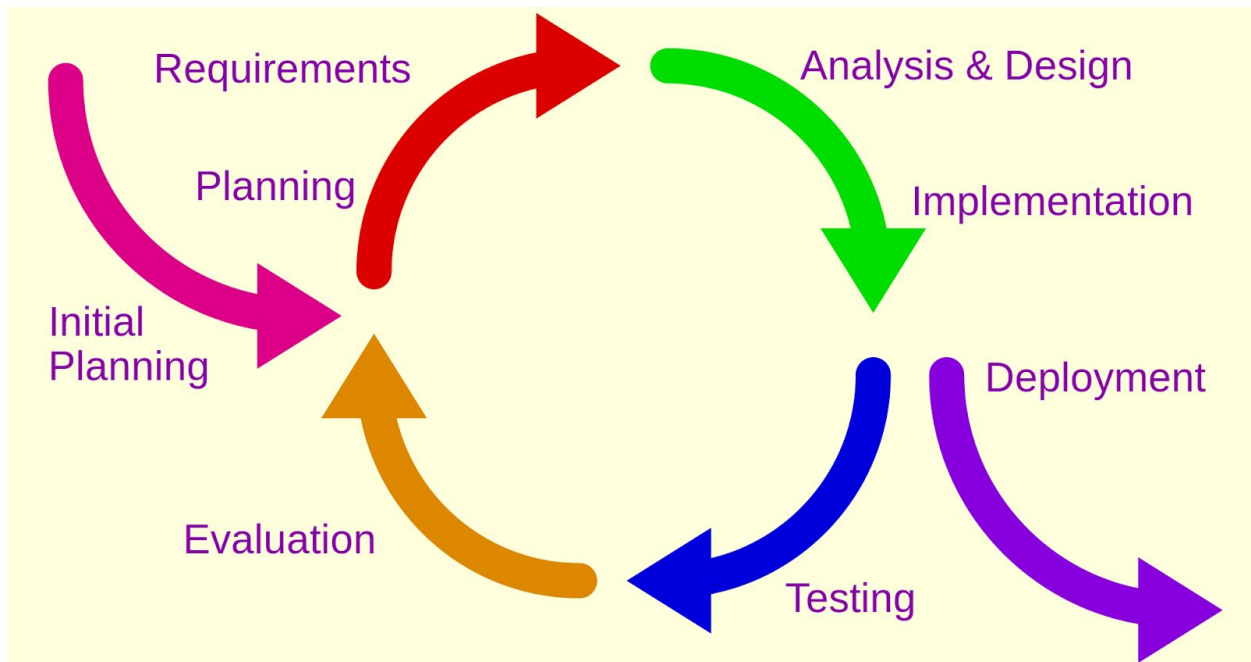 Requirements
Analysis & Design
Planning
Implementation
Initial
Planning
Deployment
Evaluation
Testing